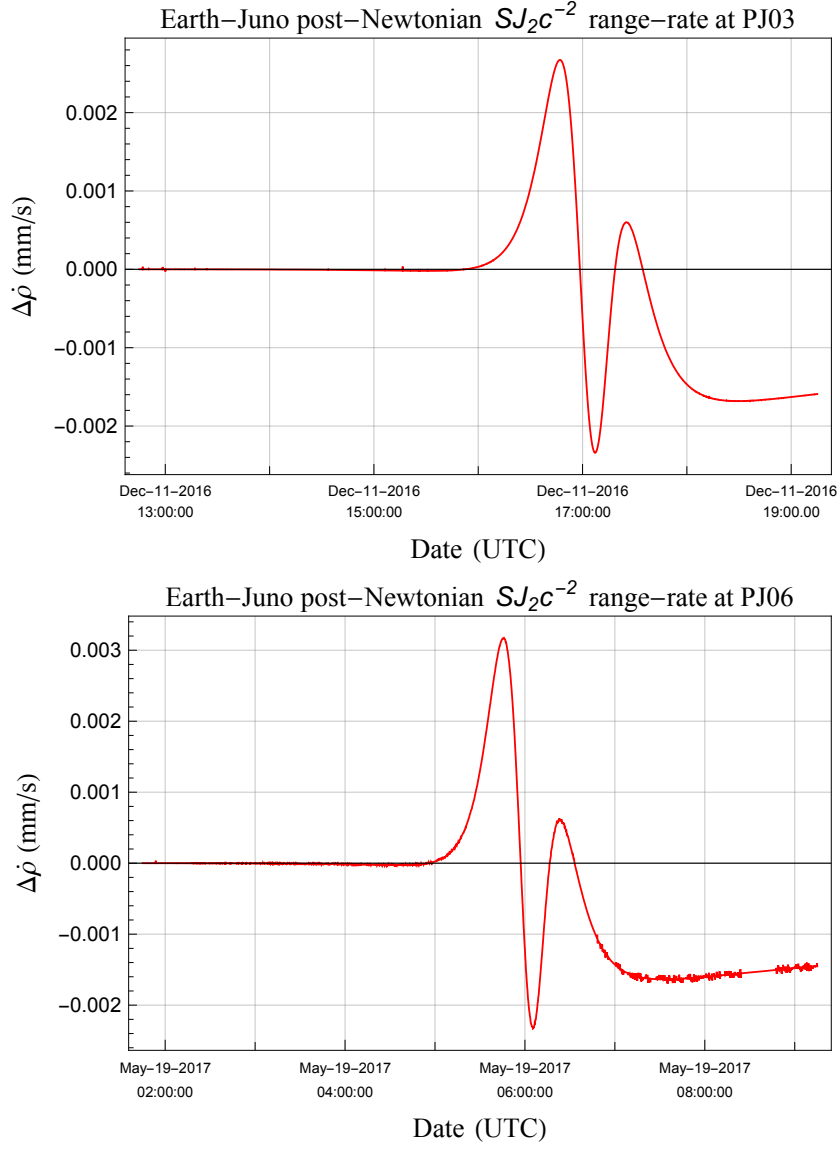 Earth−Juno post−Newtonian SJ₂c⁻² range−rate at PJ03
0.002
0.001
0.000
−0.001
−0.002
Δρ̇ (mm/s)
Dec−11−2016 Dec−11−2016 Dec−11−2016 Dec−11−2016
13:00:00 15:00:00 17:00:00 19:00.00
Date (UTC)
Earth−Juno post−Newtonian SJ₂c⁻² range−rate at PJ06
0.003
0.002
0.001
0.000
−0.001
−0.002
Δρ̇ (mm/s)
May−19−2017 May−19−2017 May−19−2017 May−19−2017
02:00:00 04:00:00 06:00:00 08:00:00
Date (UTC)